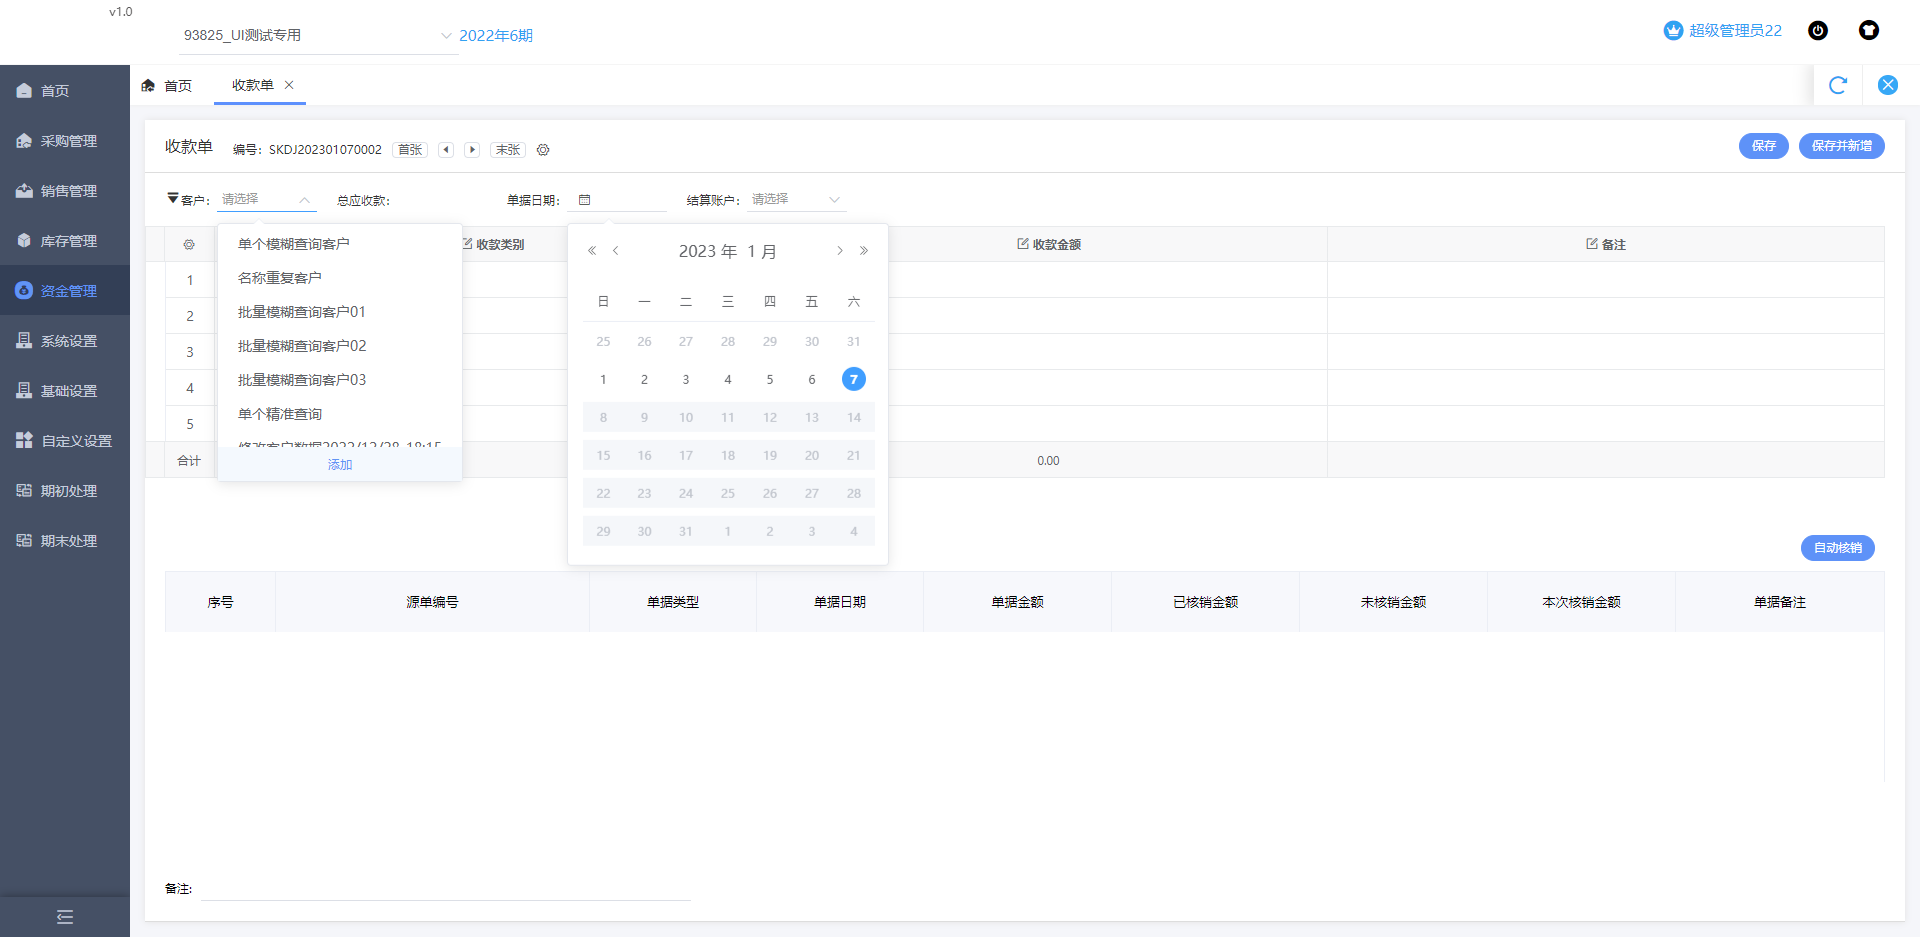 v1.0
93825_UI测试专用
2022年6期
超级管理员22
首页
采购管理
销售管理
库存管理
资金管理
系统设置
基础设置
自定义设置
期初处理
期末处理
首页
收款单
收款单
编号：SKDJ202301070002
首张
末张
保存
保存并新增
客户：
请选择
总应收款：
单据日期：
结算账户：
请选择
收款类别
收款金额
备注
1
2
3
4
5
合计
0.00
单个模糊查询客户
名称重复客户
批量模糊查询客户01
批量模糊查询客户02
批量模糊查询客户03
单个精准查询
修改客户数据2022/12/28-18:15
添加
2023 年 1 月
日 一 二 三 四 五 六
25 26 27 28 29 30 31
1 2 3 4 5 6 7
8 9 10 11 12 13 14
15 16 17 18 19 20 21
22 23 24 25 26 27 28
29 30 31 1 2 3 4
自动核销
序号 源单编号 单据类型 单据日期 单据金额 已核销金额 未核销金额 本次核销金额 单据备注
备注: